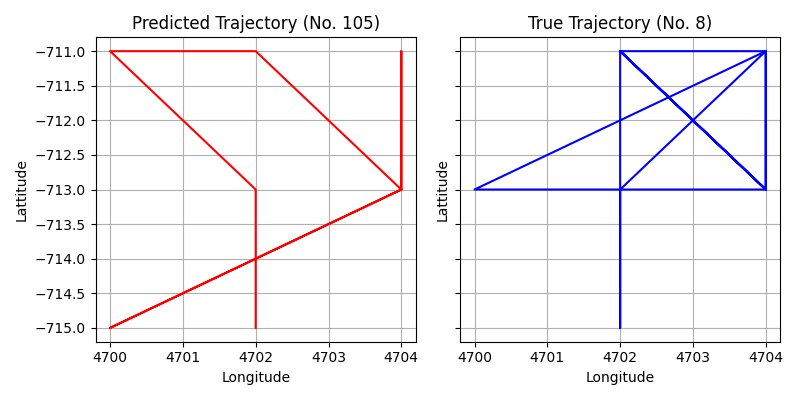 Predicted Trajectory (No. 105)
Lattitude
−711.0
−711.5
−712.0
−712.5
−713.0
−713.5
−714.0
−714.5
−715.0
4700 4701 4702 4703 4704
Longitude
True Trajectory (No. 8)
Lattitude
4700 4701 4702 4703 4704
Longitude